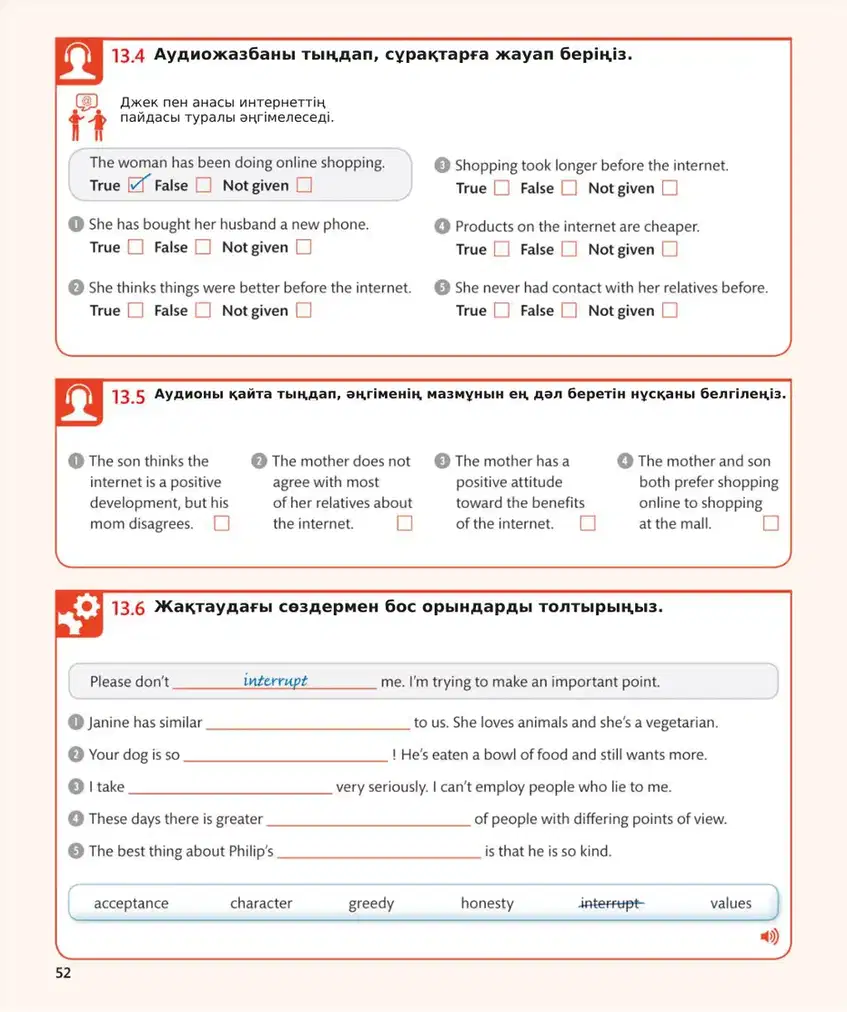 13.4 Аудиожазбаны тыңдап, сұрақтарға жауап беріңіз.
Джек пен анасы интернеттің
пайдасы туралы әңгімелеседі.
The woman has been doing online shopping.
True ✓ False Not given
1 She has bought her husband a new phone.
True False Not given
2 She thinks things were better before the internet.
True False Not given
3 Shopping took longer before the internet.
True False Not given
4 Products on the internet are cheaper.
True False Not given
5 She never had contact with her relatives before.
True False Not given
13.5 Аудионы қайта тыңдап, әңгіменің мазмұнын ең дәл беретін нұсқаны белгілеңіз.
1 The son thinks the
internet is a positive
development, but his
mom disagrees.
2 The mother does not
agree with most
of her relatives about
the internet.
3 The mother has a
positive attitude
toward the benefits
of the internet.
4 The mother and son
both prefer shopping
online to shopping
at the mall.
13.6 Жақтаудағы сөздермен бос орындарды толтырыңыз.
Please don't interrupt me. I'm trying to make an important point.
1 Janine has similar ____ to us. She loves animals and she's a vegetarian.
2 Your dog is so ____ ! He's eaten a bowl of food and still wants more.
3 I take ____ very seriously. I can't employ people who lie to me.
4 These days there is greater ____ of people with differing points of view.
5 The best thing about Philip's ____ is that he is so kind.
acceptance character greedy honesty interrupt values
52